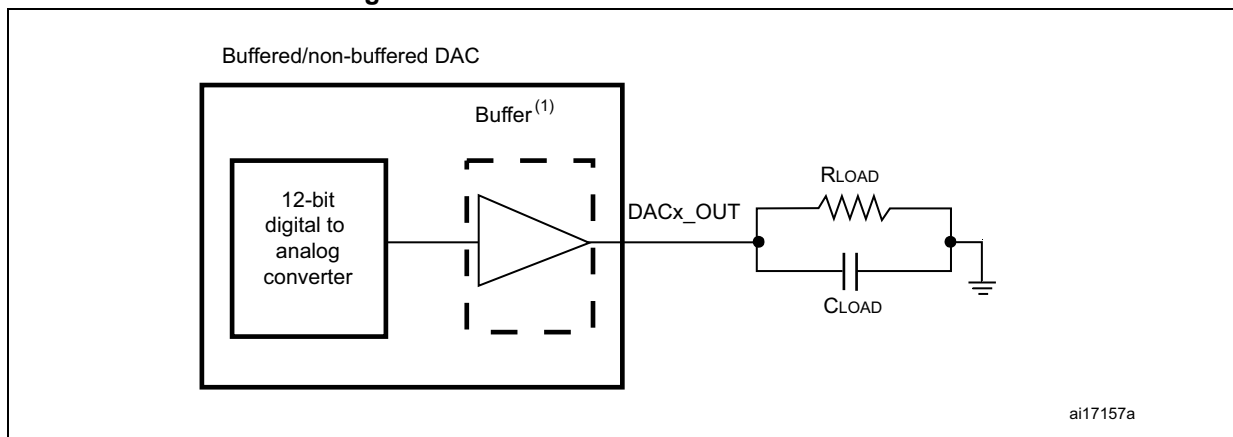 Buffered/non-buffered DAC
Buffer(1)
12-bit
digital to
analog
converter
DACx_OUT
RLOAD
CLOAD
ai17157a